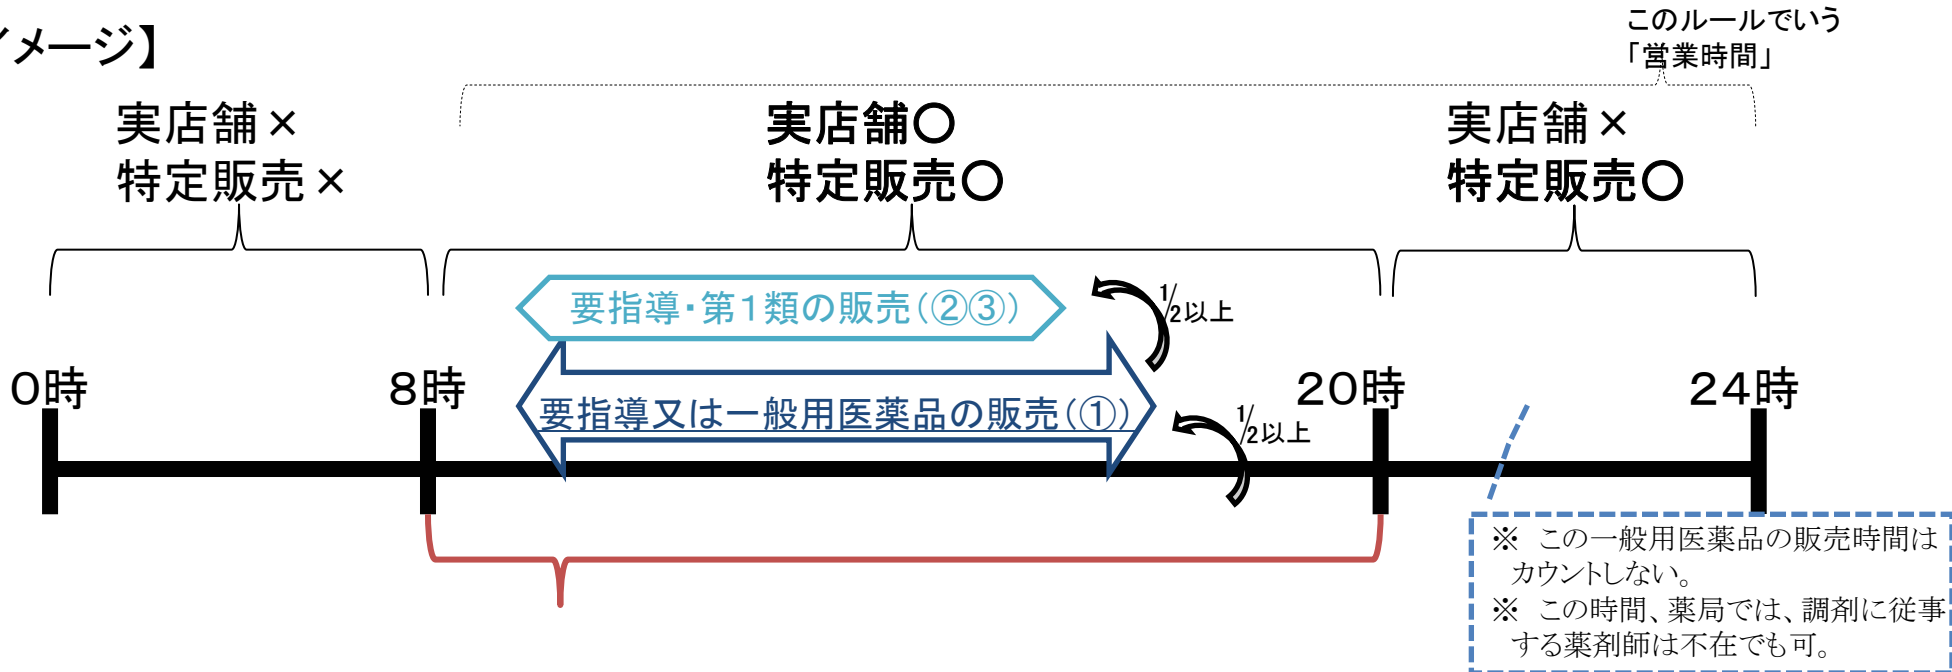 イメージ】
このルールでいう
「営業時間」
実店舗×
特定販売×
実店舗○
特定販売○
実店舗×
特定販売○
要指導・第1類の販売(②③)
1/2以上
0時
8時
要指導又は一般用医薬品の販売(①)
1/2以上
20時
24時
※ この一般用医薬品の販売時間は
カウントしない。
※ この時間、薬局では、調剤に従事
する薬剤師は不在でも可。